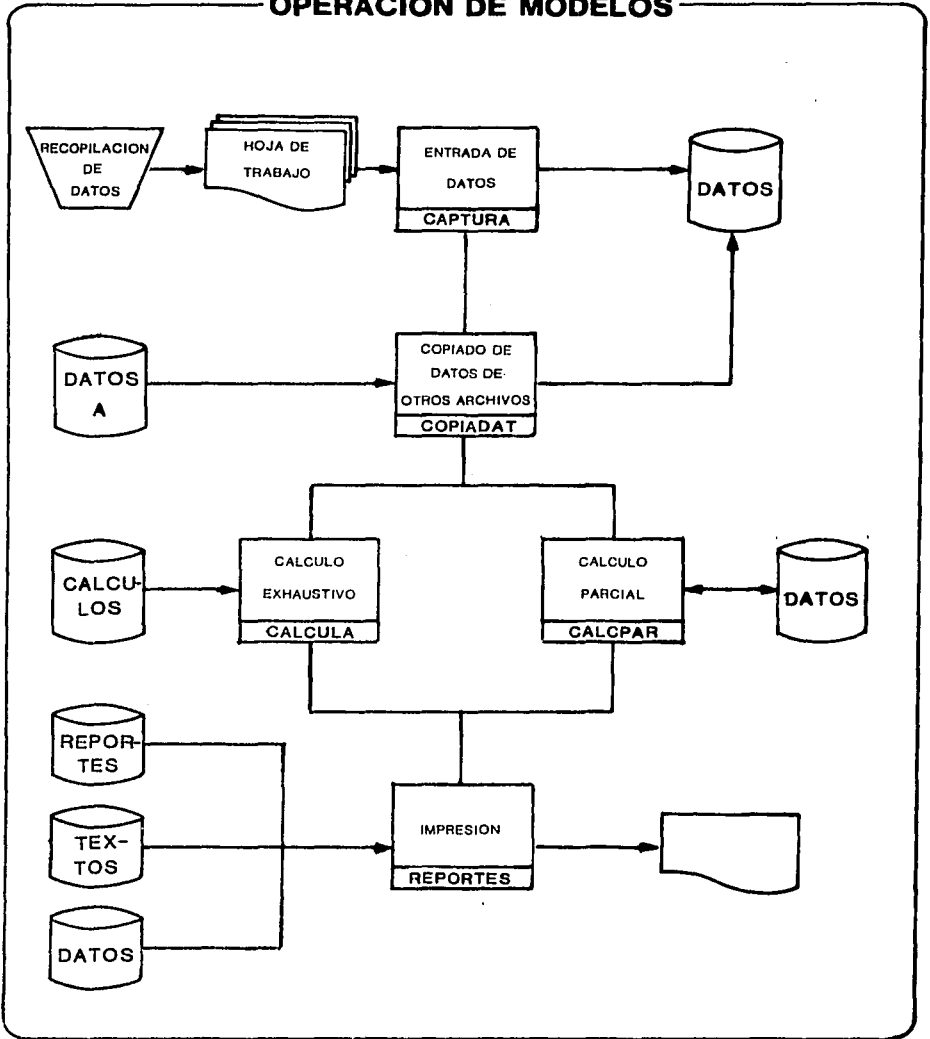 OPERACION DE MODELOS
RECOPILACION
DE
DATOS
HOJA DE
TRABAJO
ENTRADA DE
DATOS
CAPTURA
DATOS
DATOS
A
COPIADO DE
DATOS DE
OTROS ARCHIVOS
COPIADAT
CALCU-
LOS
CALCULO
EXHAUSTIVO
CALCULA
CALCULO
PARCIAL
CALCPAR
DATOS
REPOR-
TES
TEX-
TOS
DATOS
IMPRESION
REPORTES